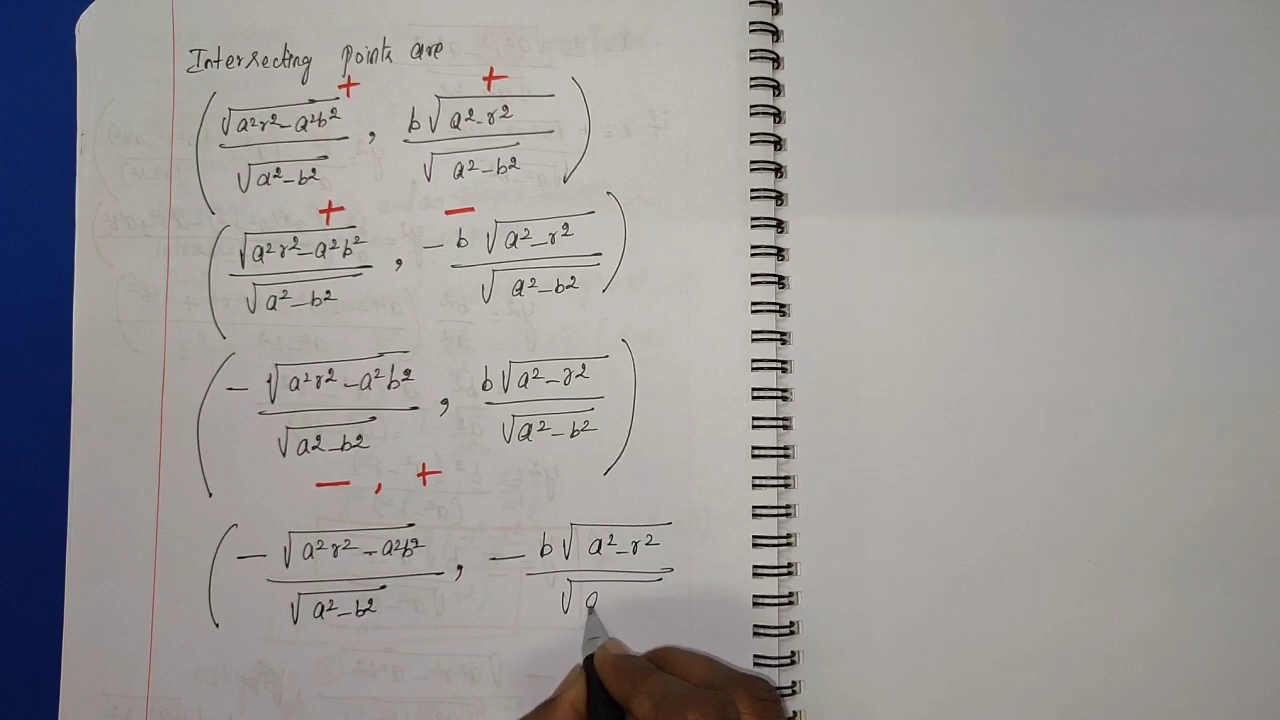 Intersecting points are
+ +
(√(a²r²-a²b²)/√(a²-b²), b√(a²-r²)/√(a²-b²))
+ −
(√(a²r²-a²b²)/√(a²-b²), -b√(a²-r²)/√(a²-b²))
(-√(a²r²-a²b²)/√(a²-b²), b√(a²-r²)/√(a²-b²))
−, +
(-√(a²r²-a²b²)/√(a²-b²), -b√(a²-r²)/√a